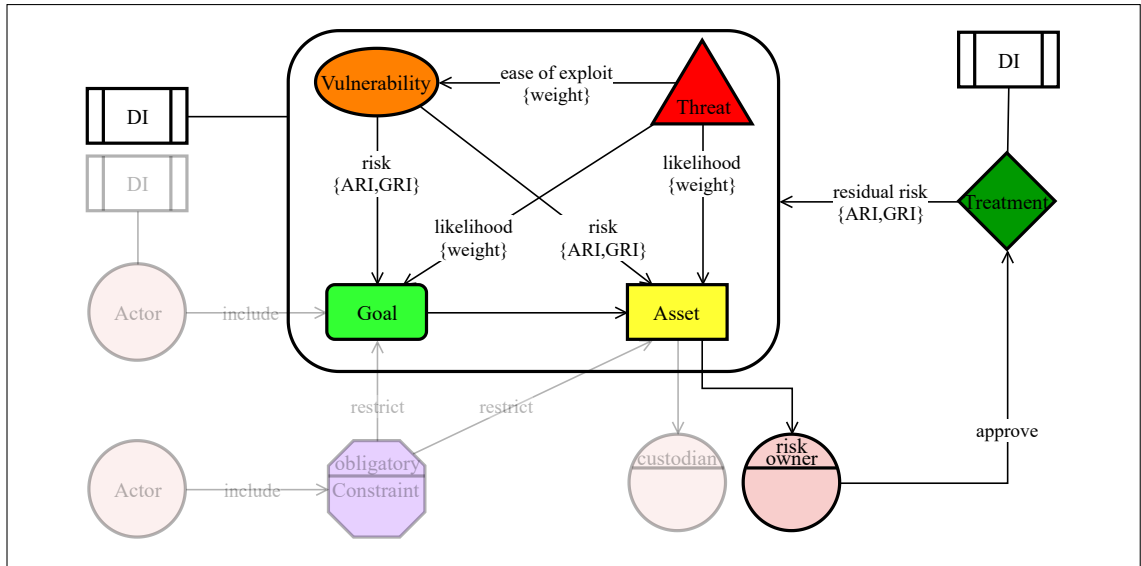 Vulnerability
ease of exploit
{weight}
Threat
DI
DI
DI
risk
{ARI,GRI}
likelihood
{weight}
residual risk
{ARI,GRI}
Treatment
likelihood
{weight}
risk
{ARI,GRI}
Actor
include
Goal
Asset
restrict
restrict
approve
Actor
include
obligatory
Constraint
custodian
risk
owner